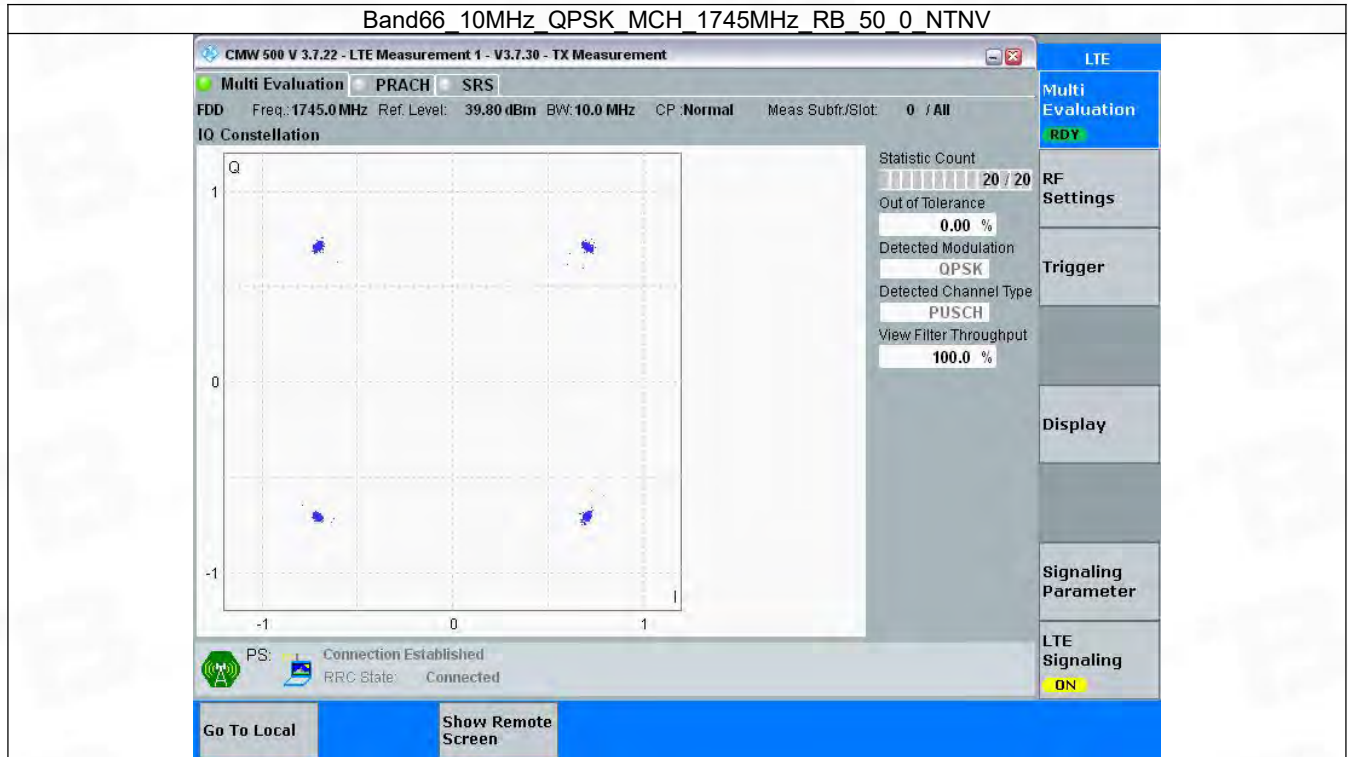 Band66_10MHz_QPSK_MCH_1745MHz_RB_50_0_NTNV
CMW 500 V 3.7.22 - LTE Measurement 1 - V3.7.30 - TX Measurement
LTE
Multi Evaluation PRACH SRS
FDD Freq.:1745.0 MHz Ref. Level: 39.80 dBm BW:10.0 MHz CP :Normal Meas Subfr./Slot: 0 / All
IQ Constellation
Q
1
0
-1
I
-1 0 1
Statistic Count
20 / 20
Out of Tolerance
0.00 %
Detected Modulation
QPSK
Detected Channel Type
PUSCH
View Filter Throughput
100.0 %
Multi
Evaluation
RDY
RF
Settings
Trigger
Display
Signaling
Parameter
LTE
Signaling
ON
PS: Connection Established
RRC State: Connected
Go To Local
Show Remote
Screen